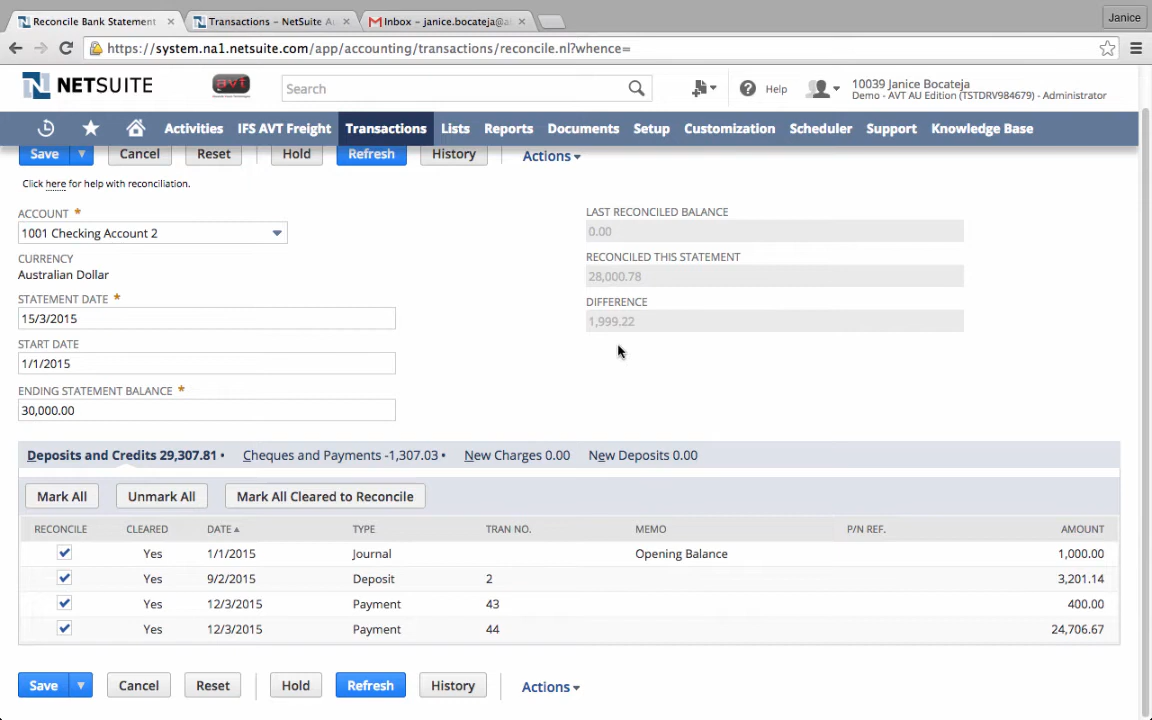 Reconcile Bank Statement
Transactions – NetSuite Au
Inbox – janice.bocateja@a
Janice
https://system.na1.netsuite.com/app/accounting/transactions/reconcile.nl?whence=
NETSUITE
avt
Search
Help
10039 Janice Bocateja
Demo - AVT AU Edition (TSTDRV984679) - Administrator
Activities IFS AVT Freight Transactions Lists Reports Documents Setup Customization Scheduler Support Knowledge Base
Save Cancel Reset Hold Refresh History Actions
Click here for help with reconciliation.
ACCOUNT *
1001 Checking Account 2
CURRENCY
Australian Dollar
STATEMENT DATE *
15/3/2015
START DATE
1/1/2015
ENDING STATEMENT BALANCE *
30,000.00
LAST RECONCILED BALANCE
0.00
RECONCILED THIS STATEMENT
28,000.78
DIFFERENCE
1,999.22
Deposits and Credits 29,307.81 • Cheques and Payments -1,307.03 • New Charges 0.00 New Deposits 0.00
Mark All Unmark All Mark All Cleared to Reconcile
RECONCILE CLEARED DATE TYPE TRAN NO. MEMO P/N REF. AMOUNT
Yes 1/1/2015 Journal Opening Balance 1,000.00
Yes 9/2/2015 Deposit 2 3,201.14
Yes 12/3/2015 Payment 43 400.00
Yes 12/3/2015 Payment 44 24,706.67
Save Cancel Reset Hold Refresh History Actions